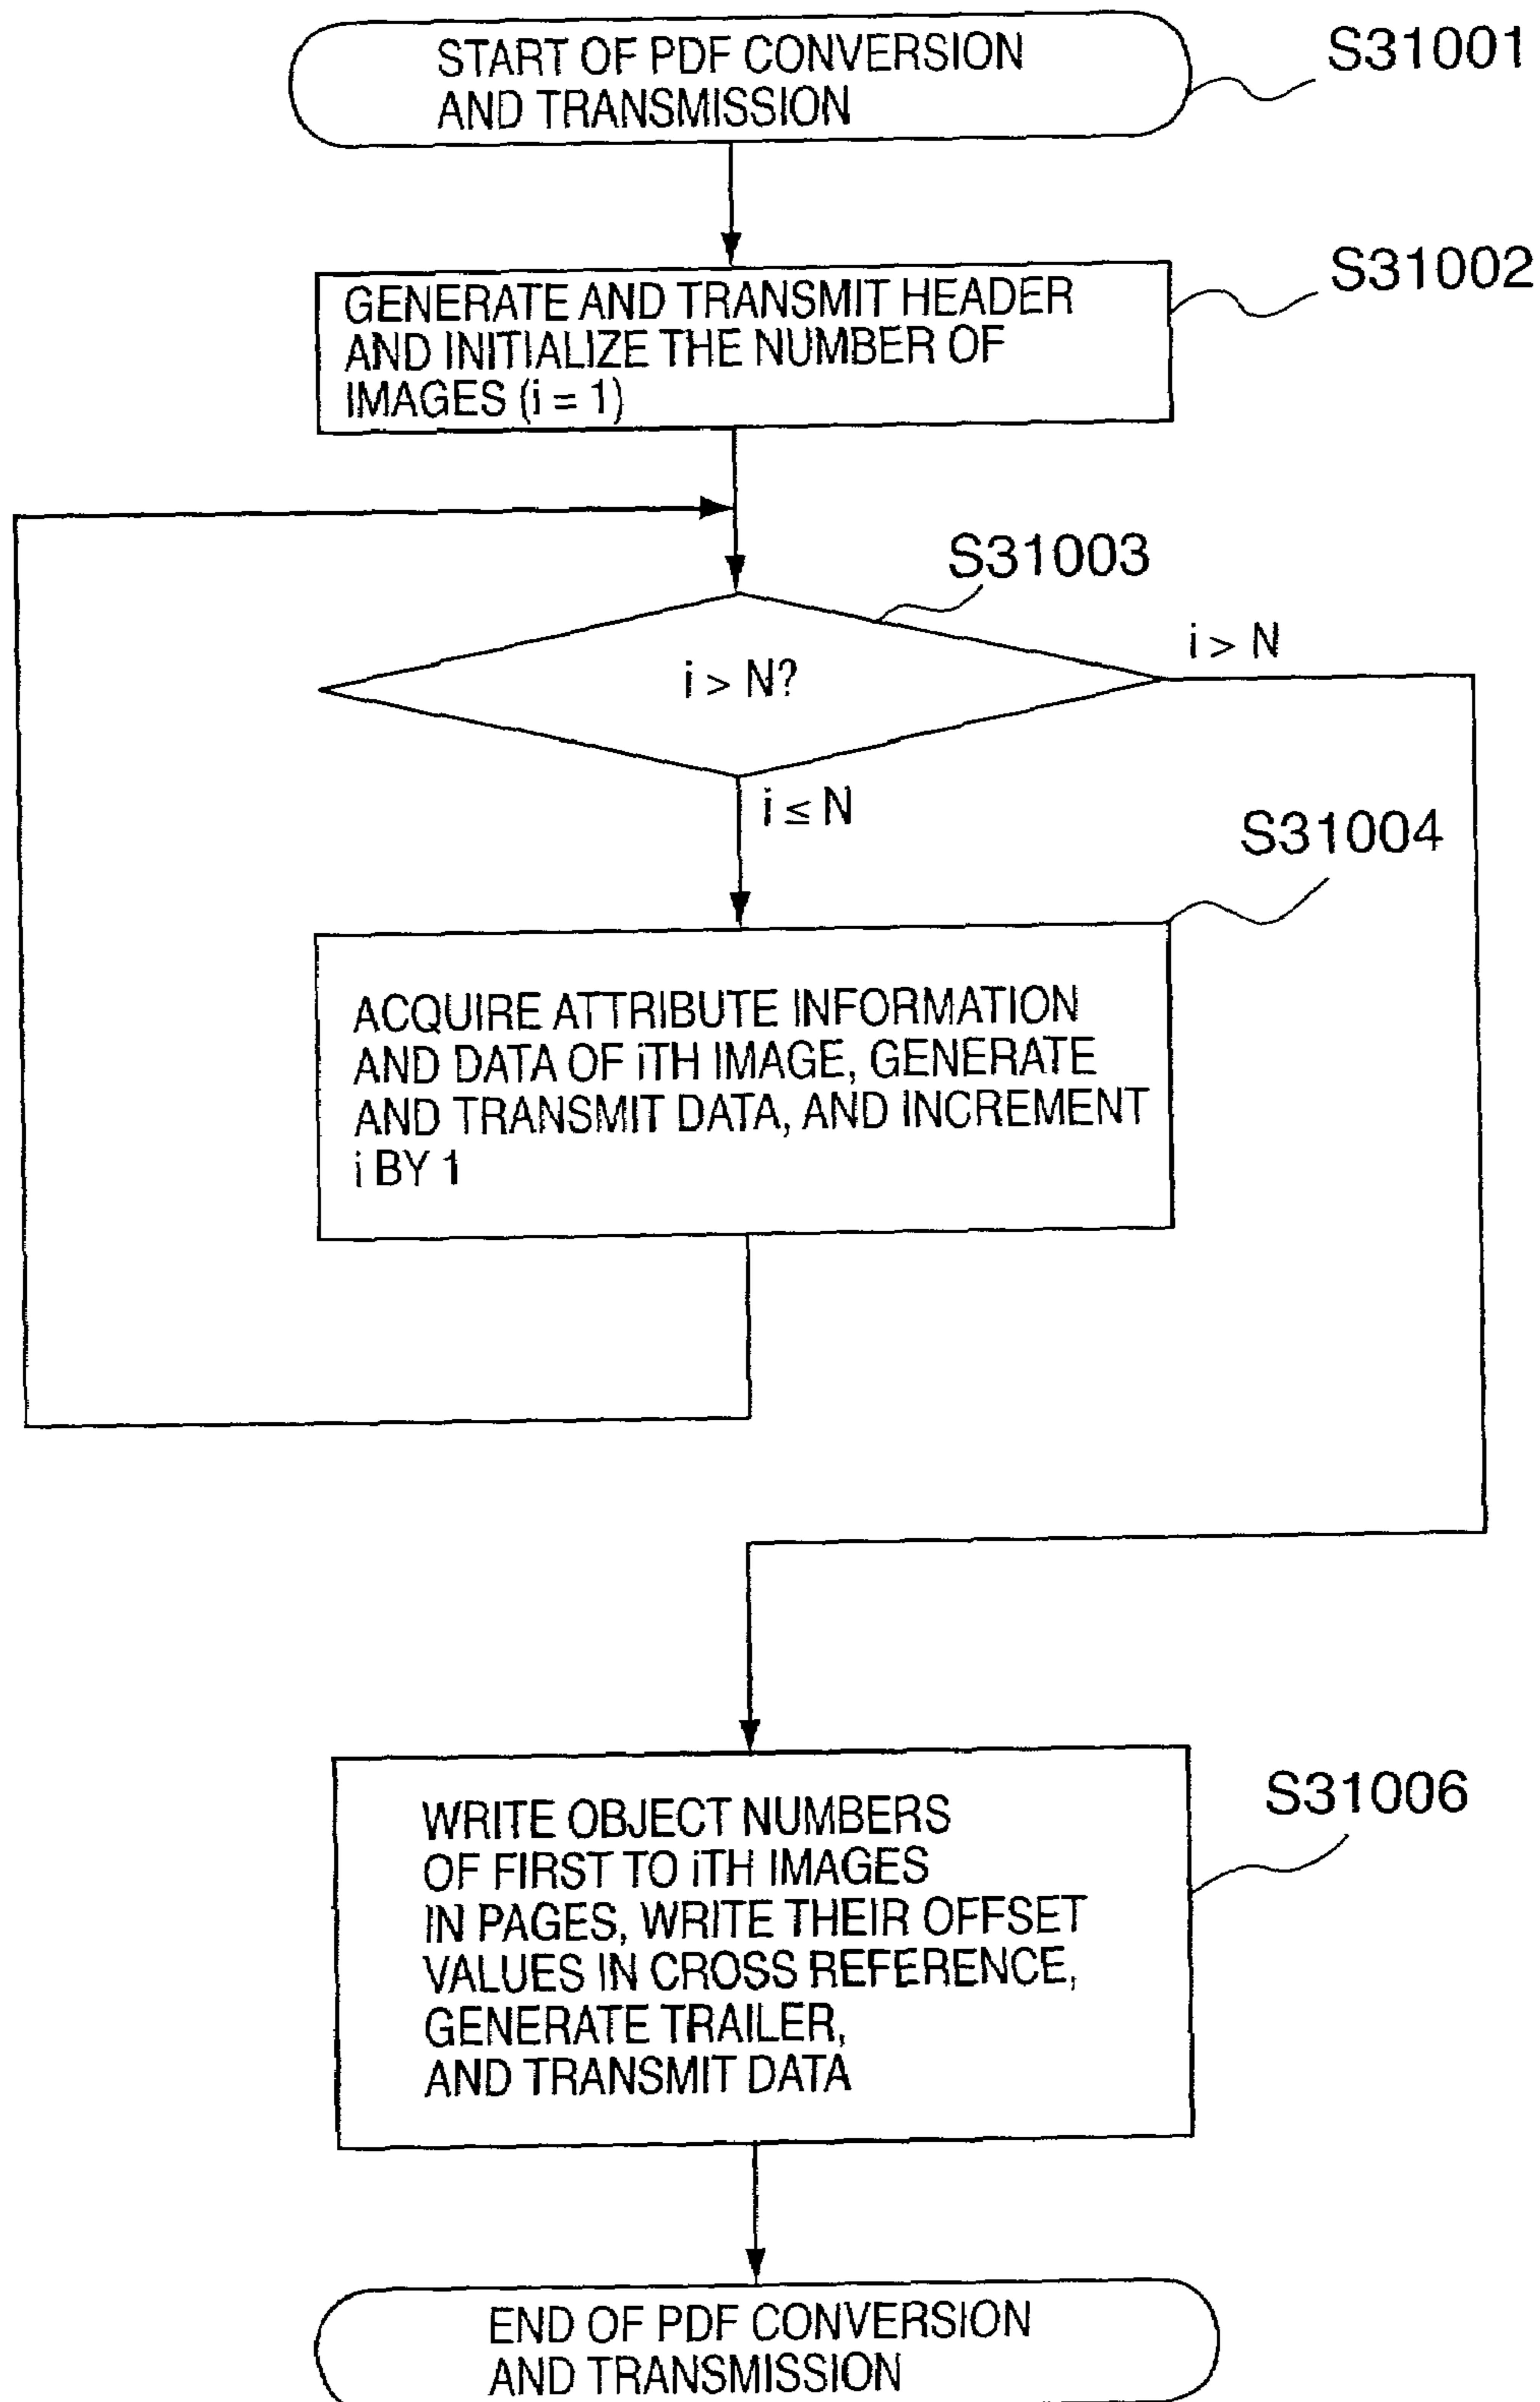 START OF PDF CONVERSION
AND TRANSMISSION
S31001
GENERATE AND TRANSMIT HEADER
AND INITIALIZE THE NUMBER OF
IMAGES (i = 1)
S31002
S31003
i > N?
i > N
i ≤ N
S31004
ACQUIRE ATTRIBUTE INFORMATION
AND DATA OF iTH IMAGE, GENERATE
AND TRANSMIT DATA, AND INCREMENT
i BY 1
S31006
WRITE OBJECT NUMBERS
OF FIRST TO iTH IMAGES
IN PAGES, WRITE THEIR OFFSET
VALUES IN CROSS REFERENCE,
GENERATE TRAILER,
AND TRANSMIT DATA
END OF PDF CONVERSION
AND TRANSMISSION